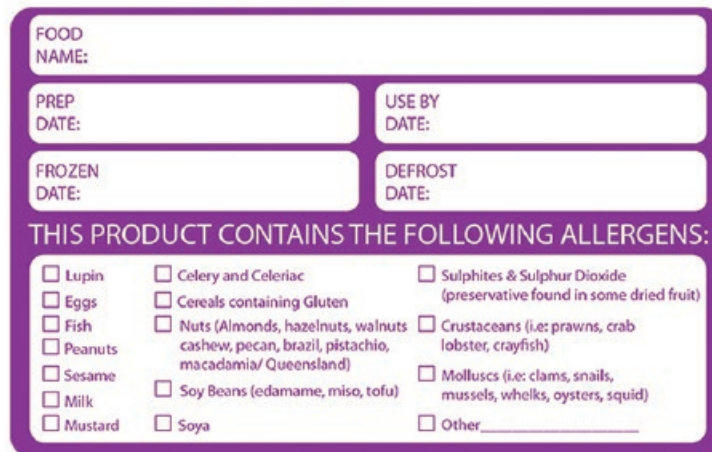 FOOD
NAME:
PREP
DATE:
USE BY
DATE:
FROZEN
DATE:
DEFROST
DATE:
THIS PRODUCT CONTAINS THE FOLLOWING ALLERGENS:
Lupin
Eggs
Fish
Peanuts
Sesame
Milk
Mustard
Celery and Celeriac
Cereals containing Gluten
Nuts (Almonds, hazelnuts, walnuts
cashew, pecan, brazil, pistachio,
macadamia/ Queensland)
Soy Beans (edamame, miso, tofu)
Soya
Sulphites & Sulphur Dioxide
(preservative found in some dried fruit)
Crustaceans (i.e: prawns, crab
lobster, crayfish)
Molluscs (i.e: clams, snails,
mussels, whelks, oysters, squid)
Other____________________